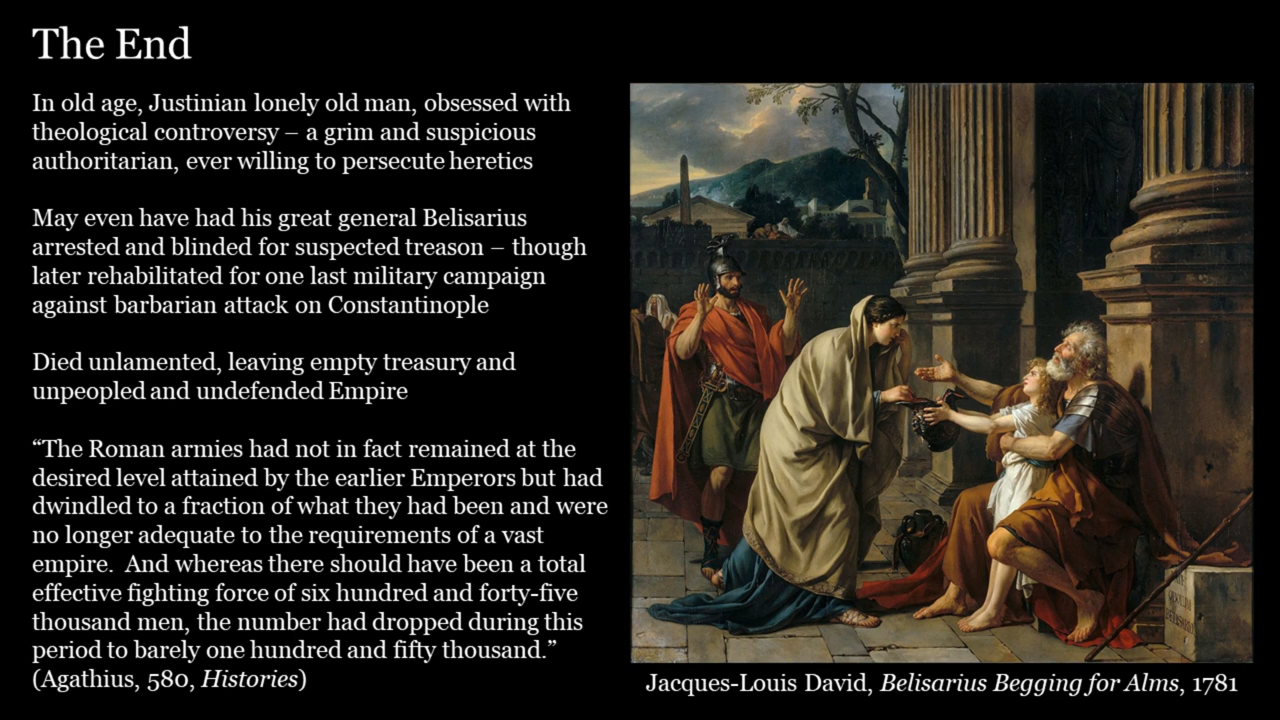 The End
In old age, Justinian lonely old man, obsessed with
theological controversy – a grim and suspicious
authoritarian, ever willing to persecute heretics
May even have had his great general Belisarius
arrested and blinded for suspected treason – though
later rehabilitated for one last military campaign
against barbarian attack on Constantinople
Died unlamented, leaving empty treasury and
unpeopled and undefended Empire
“The Roman armies had not in fact remained at the
desired level attained by the earlier Emperors but had
dwindled to a fraction of what they had been and were
no longer adequate to the requirements of a vast
empire.  And whereas there should have been a total
effective fighting force of six hundred and forty-five
thousand men, the number had dropped during this
period to barely one hundred and fifty thousand.”
(Agathius, 580, Histories)
Jacques-Louis David, Belisarius Begging for Alms, 1781